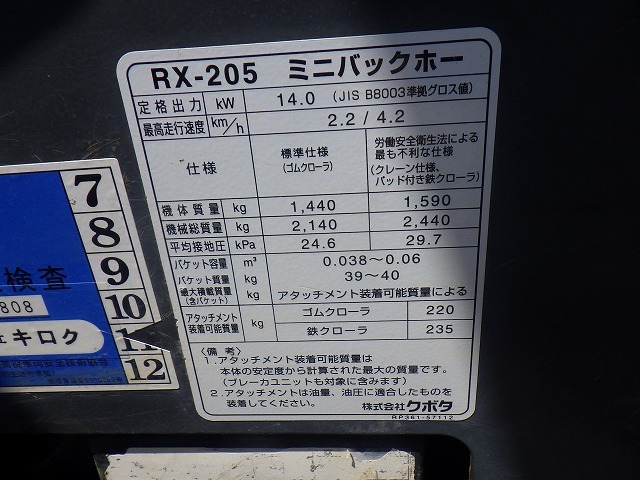 RX-205 ミニバックホー
定格出力 kW 14.0 (JIS B8003準拠グロス値)
最高走行速度 km/h 2.2 / 4.2
仕様 標準仕様 (ゴムクローラ) 労働安全衛生法による最も不利な仕様 (クレーン仕様、パッド付き鉄クローラ)
機体質量 kg 1,440 1,590
機械総質量 kg 2,140 2,440
平均接地圧 kPa 24.6 29.7
バケット容量 m³ 0.038～0.06
バケット質量 kg 39～40
最大積載質量 (含バケット) kg アタッチメント装着可能質量による
アタッチメント装着可能質量 kg ゴムクローラ 220
鉄クローラ 235
〈備考〉
1.アタッチメント装着可能質量は
本体の安定度から計算された最大の質量です。
(ブレーカユニットも対象に含みます)
2.アタッチメントは油量、油圧に適合したものを
装着してください。
株式会社クボタ
RP361-57112
7
8
9
10
11
12
検査
808
キロク